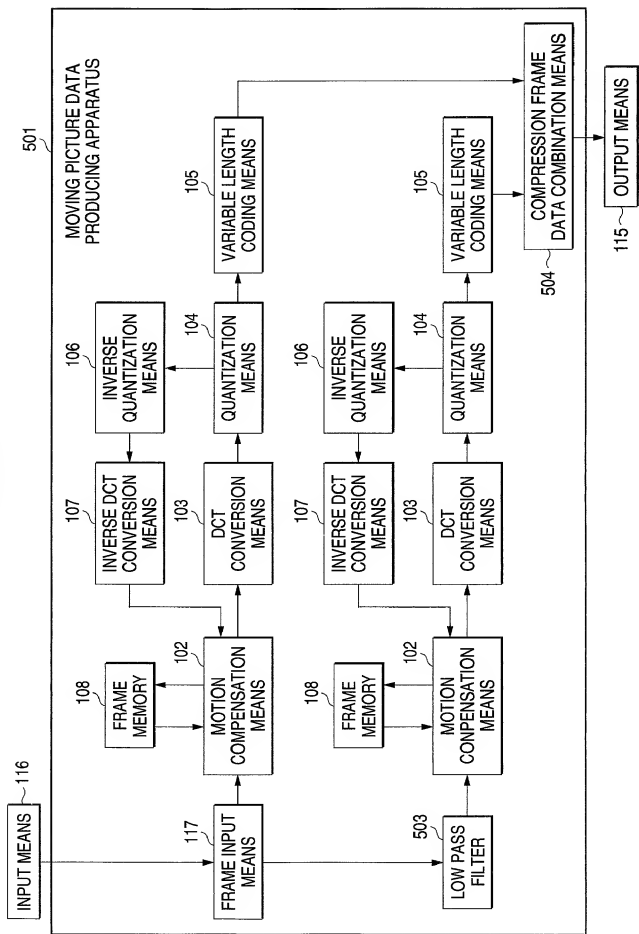 501
MOVING PICTURE DATA
PRODUCING APPARATUS
116
INPUT MEANS
117
FRAME INPUT
MEANS
108
FRAME
MEMORY
102
MOTION
COMPENSATION
MEANS
107
INVERSE DCT
CONVERSION
MEANS
103
DCT
CONVERSION
MEANS
106
INVERSE
QUANTIZATION
MEANS
104
QUANTIZATION
MEANS
105
VARIABLE LENGTH
CODING MEANS
503
LOW PASS
FILTER
108
FRAME
MEMORY
102
MOTION
CONPENSATION
MEANS
107
INVERSE DCT
CONVERSION
MEANS
103
DCT
CONVERSION
MEANS
106
INVERSE
QUANTIZATION
MEANS
104
QUANTIZATION
MEANS
105
VARIABLE LENGTH
CODING MEANS
504
COMPRESSION FRAME
DATA COMBINATION MEANS
115
OUTPUT MEANS